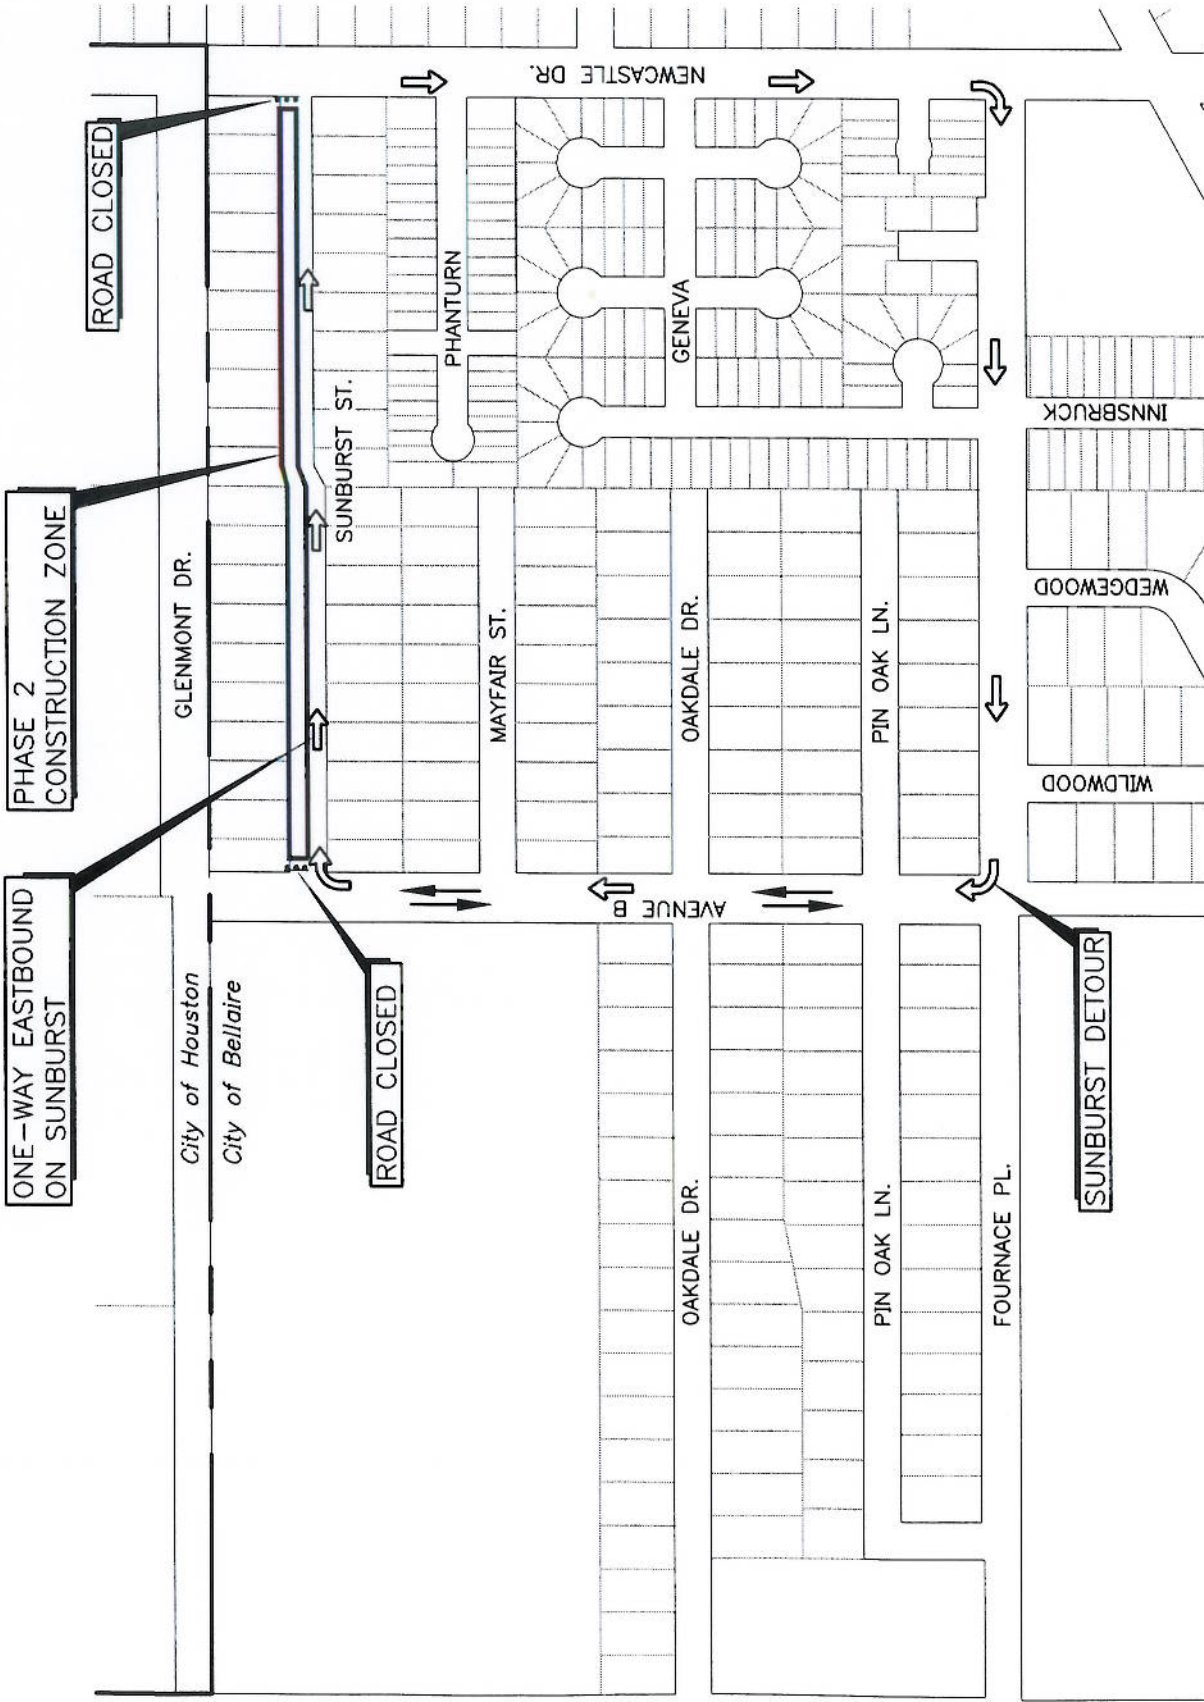 ONE-WAY EASTBOUND
ON SUNBURST
PHASE 2
CONSTRUCTION ZONE
ROAD CLOSED
GLENMONT DR.
City of Houston
City of Bellaire
SUNBURST ST.
ROAD CLOSED
PHANTURN
NEWCASTLE DR.
MAYFAIR ST.
AVENUE B
OAKDALE DR.
OAKDALE DR.
GENEVA
PIN OAK LN.
PIN OAK LN.
FOURNACE PL.
SUNBURST DETOUR
WILDWOOD
WEDGEWOOD
INNSBRUCK